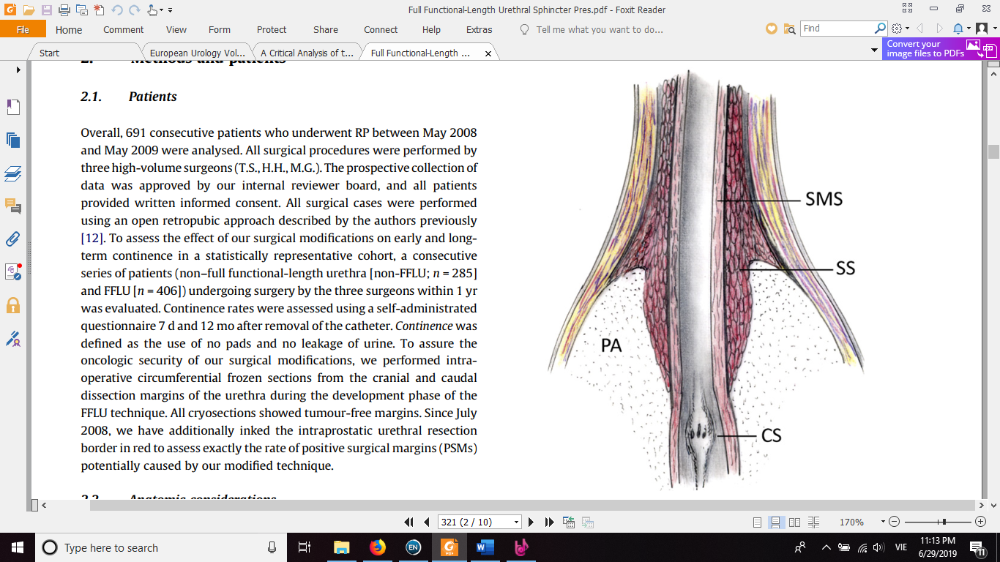 Full Functional-Length Urethral Sphincter Pres.pdf - Foxit Reader
File Home Comment View Form Protect Share Connect Help Extras Tell me what you want to do... Find
Start European Urology Vol... A Critical Analysis of t... Full Functional-Length ...
Convert your
image files to PDFs
PDF
2. Methods and patients
2.1. Patients
Overall, 691 consecutive patients who underwent RP between May 2008
and May 2009 were analysed. All surgical procedures were performed by
three high-volume surgeons (T.S., H.H., M.G.). The prospective collection of
data was approved by our internal reviewer board, and all patients
provided written informed consent. All surgical cases were performed
using an open retropubic approach described by the authors previously
[12]. To assess the effect of our surgical modifications on early and long-
term continence in a statistically representative cohort, a consecutive
series of patients (non–full functional-length urethra [non-FFLU; n = 285]
and FFLU [n = 406]) undergoing surgery by the three surgeons within 1 yr
was evaluated. Continence rates were assessed using a self-administered
questionnaire 7 d and 12 mo after removal of the catheter. Continence was
defined as the use of no pads and no leakage of urine. To assure the
oncologic security of our surgical modifications, we performed intra-
operative circumferential frozen sections from the cranial and caudal
dissection margins of the urethra during the development phase of the
FFLU technique. All cryosections showed tumour-free margins. Since July
2008, we have additionally inked the intraprostatic urethral resection
border in red to assess exactly the rate of positive surgical margins (PSMs)
potentially caused by our modified technique.
2.2. Anatomic considerations
SMS
SS
PA
CS
321 (2 / 10)
170%
Type here to search
EN
PDF
VIE
11:13 PM
6/29/2019
11